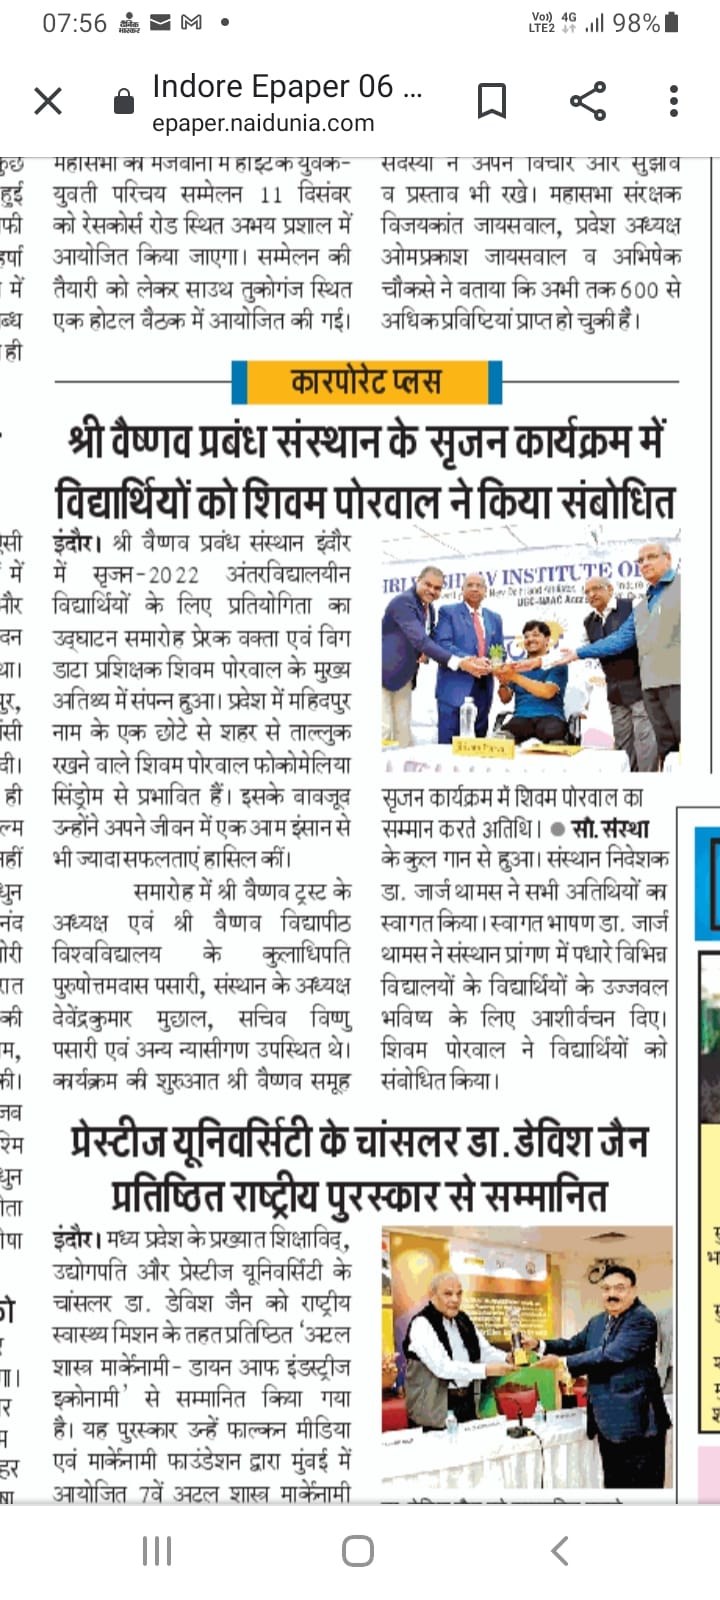 07:56
Vo)) 4G
LTE2
98%
Indore Epaper 06 ...
epaper.naidunia.com
महासभा की मेजबानी में हाईटेक युवक-
युवती परिचय सम्मेलन 11 दिसंबर
को रेसकोर्स रोड स्थित अभय प्रशाल में
आयोजित किया जाएगा। सम्मेलन की
तैयारी को लेकर साउथ तुकोगंज स्थित
एक होटल बैठक में आयोजित की गई।
सदस्यों ने अपने विचार और सुझाव
व प्रस्ताव भी रखे। महासभा संरक्षक
विजयकांत जायसवाल, प्रदेश अध्यक्ष
ओमप्रकाश जायसवाल व अभिषेक
चौकसे ने बताया कि अभी तक 600 से
अधिक प्रविष्टियां प्राप्त हो चुकी है।
कारपोरेट प्लस
श्री वैष्णव प्रबंध संस्थान के सृजन कार्यक्रम में
विद्यार्थियों को शिवम पोरवाल ने किया संबोधित
इंदौर। श्री वैष्णव प्रवंध संस्थान इंदौर
में सृजन-2022 अंतरविद्यालयीन
विद्यार्थियों के लिए प्रतियोगिता का
उद्घाटन समारोह प्रेरक वक्ता एवं विग
डाटा प्रशिक्षक शिवम पोरवाल के मुख्य
अतिथ्य में संपन्न हुआ। प्रदेश में महिदपुर
नाम के एक छोटे से शहर से ताल्लुक
रखने वाले शिवम पोरवाल फोकोमेलिया
सिंड्रोम से प्रभावित हैं। इसके वावजूद
उन्होंने अपने जीवन में एक आम इंसान से
भी ज्यादा सफलताएं हासिल कीं।
समारोह में श्री वैष्णव ट्रस्ट के
अध्यक्ष एवं श्री वैष्णव विद्यापीठ
विश्वविद्यालय के कुलाधिपति
पुरुषोत्तमदास पसारी, संस्थान के अध्यक्ष
देवेंद्रकुमार मुछाल, सचिव विष्णु
पसारी एवं अन्य न्यासीगण उपस्थित थे।
कार्यक्रम की शुरुआत श्री वैष्णव समूह
INSTITUTE OF
सृजन कार्यक्रम में शिवम पोरवाल का
सम्मान करते अतिथि। ● सौ. संस्था
के कुल गान से हुआ। संस्थान निदेशक
डा. जार्ज थामस ने सभी अतिथियों का
स्वागत किया। स्वागत भाषण डा. जार्ज
थामस ने संस्थान प्रांगण में पधारे विभिन्न
विद्यालयों के विद्यार्थियों के उज्जवल
भविष्य के लिए आशीर्वचन दिए।
शिवम पोरवाल ने विद्यार्थियों को
संबोधित किया।
प्रेस्टीज यूनिवर्सिटी के चांसलर डा. डेविश जैन
प्रतिष्ठित राष्ट्रीय पुरस्कार से सम्मानित
इंदौर। मध्य प्रदेश के प्रख्यात शिक्षाविद्,
उद्योगपति और प्रेस्टीज यूनिवर्सिटी के
चांसलर डा. डेविश जैन को राष्ट्रीय
स्वास्थ्य मिशन के तहत प्रतिष्ठित 'अटल
शास्त्र मार्केनामी- डायन आफ इंडस्ट्रीज
इकोनामी' से सम्मानित किया गया
है। यह पुरस्कार उन्हें फाल्कन मीडिया
एवं मार्केनामी फाउंडेशन द्वारा मुंबई में
आयोजित 7वें अटल शास्त्र मार्केनामी